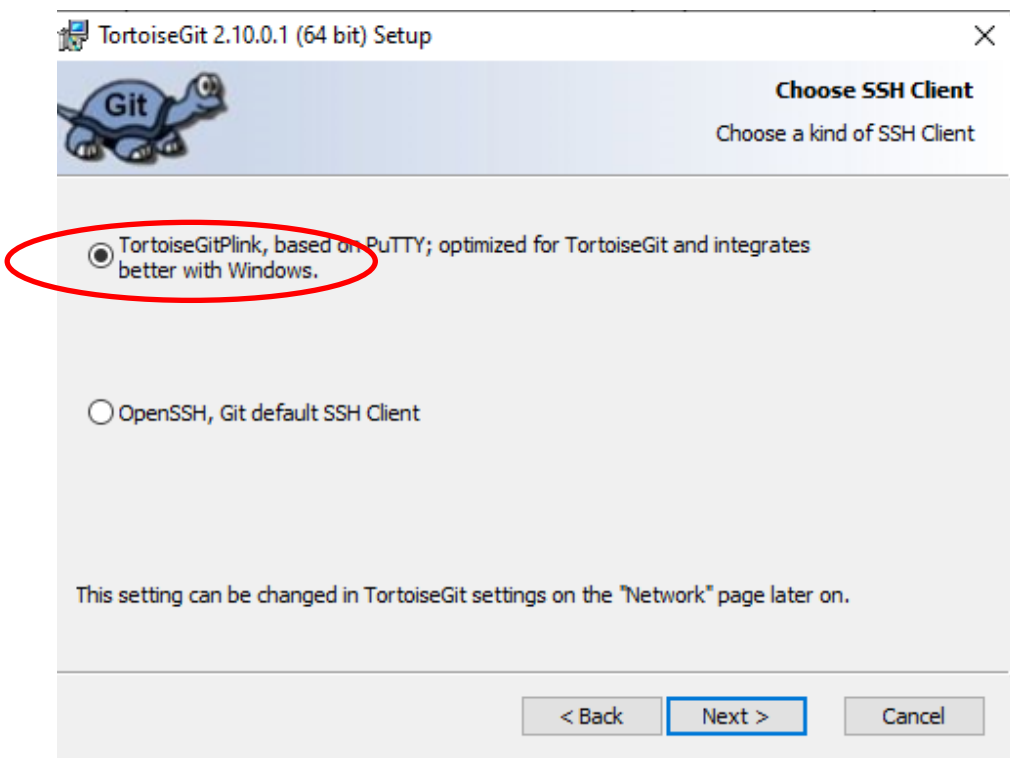 TortoiseGit 2.10.0.1 (64 bit) Setup
Git
Choose SSH Client
Choose a kind of SSH Client
TortoiseGitPlink, based on PuTTY; optimized for TortoiseGit and integrates
better with Windows.
OpenSSH, Git default SSH Client
This setting can be changed in TortoiseGit settings on the "Network" page later on.
< Back
Next >
Cancel